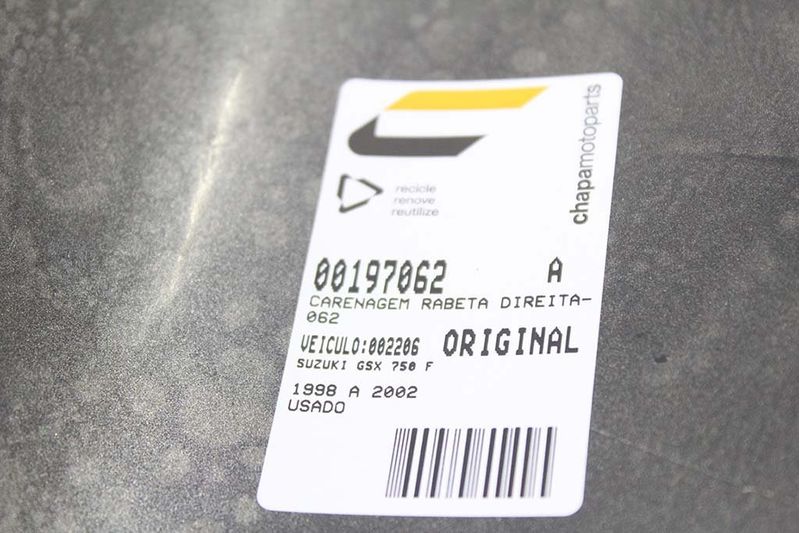 chapamotoparts
recicle
renove
reutilize
00197062 A
CARENAGEM RABETA DIREITA-
062
VEICULO:002206 ORIGINAL
SUZUKI GSX 750 F
1998 A 2002
USADO